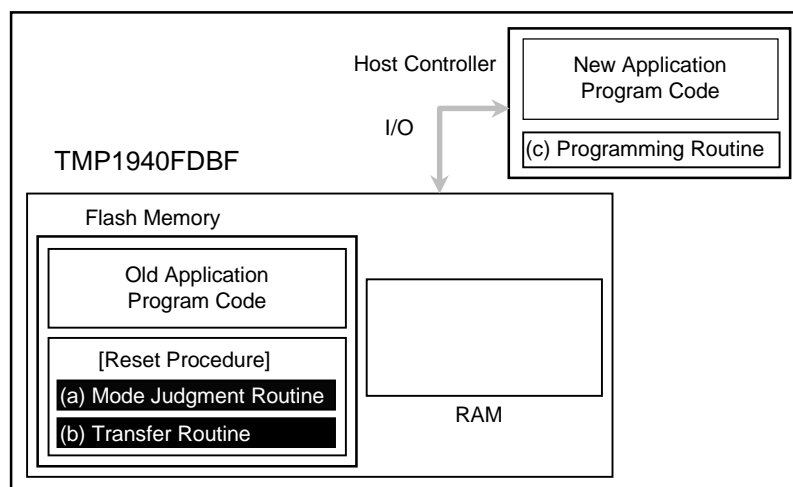 Host Controller
New Application
Program Code
I/O
(c) Programming Routine
TMP1940FDBF
Flash Memory
Old Application
Program Code
[Reset Procedure]
(a) Mode Judgment Routine
(b) Transfer Routine
RAM